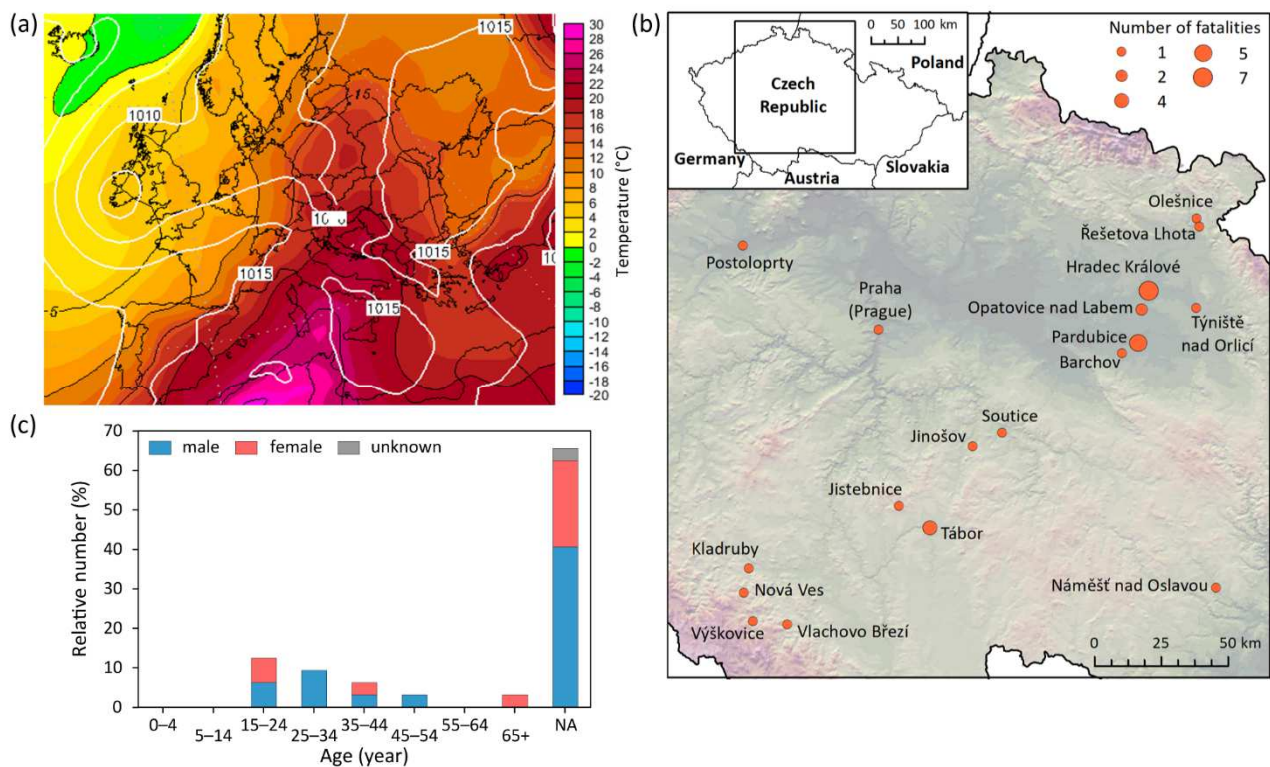 (a)
1015
1010
15
10
1015
1015
1015
5
30
28
26
24
22
20
18
16
14
12
10
8
6
4
2
0
-2
-4
-6
-8
-10
-12
-14
-16
-18
-20
Temperature (°C)
(b)
0 50 100 km
Poland
Czech
Republic
Germany
Austria
Slovakia
Number of fatalities
1
2
4
5
7
Olešnice
Řešetova Lhota
Hradec Králové
Postoloprty
Praha
(Prague)
Opatovice nad Labem
Týniště
nad Orlicí
Pardubice
Barchov
Soutice
Jinošov
Jistebnice
Tábor
Kladruby
Nová Ves
Náměšť nad Oslavou
Výškovice
Vlachovo Březí
0 25 50 km
(c)
male female unknown
Relative number (%)
70
60
50
40
30
20
10
0
0–4
5–14
15–24
25–34
35–44
45–54
55–64
65+
NA
Age (year)